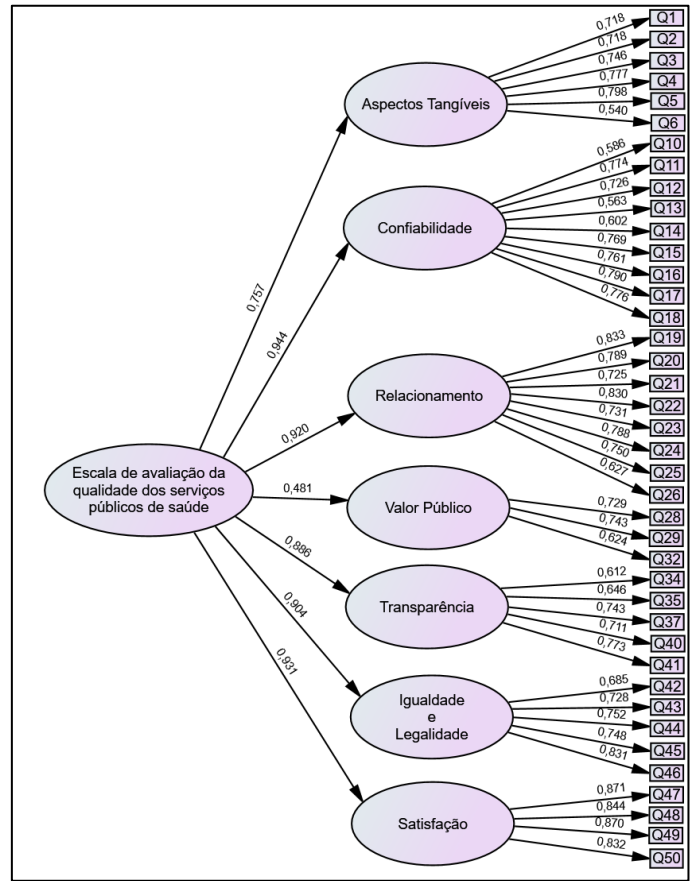 0,718
Q1
0,718
Q2
0,746
Q3
0,777
Q4
0,798
Q5
0,540
Q6
Aspectos Tangíveis
0,586
Q10
0,774
Q11
0,726
Q12
0,563
Q13
0,602
Q14
0,769
Q15
0,761
Q16
0,790
Q17
0,776
Q18
Confiabilidade
0,757
0,944
0,833
Q19
0,789
Q20
0,725
Q21
0,830
Q22
0,731
Q23
0,788
Q24
0,750
Q25
0,627
Q26
Relacionamento
0,920
Escala de avaliação da
qualidade dos serviços
públicos de saúde
0,481
Valor Público
0,729
Q28
0,743
Q29
0,624
Q32
0,886
Transparência
0,612
Q34
0,646
Q35
0,743
Q37
0,711
Q40
0,773
Q41
0,904
Igualdade
e
Legalidade
0,685
Q42
0,728
Q43
0,752
Q44
0,748
Q45
0,831
Q46
0,931
Satisfação
0,871
Q47
0,844
Q48
0,870
Q49
0,832
Q50